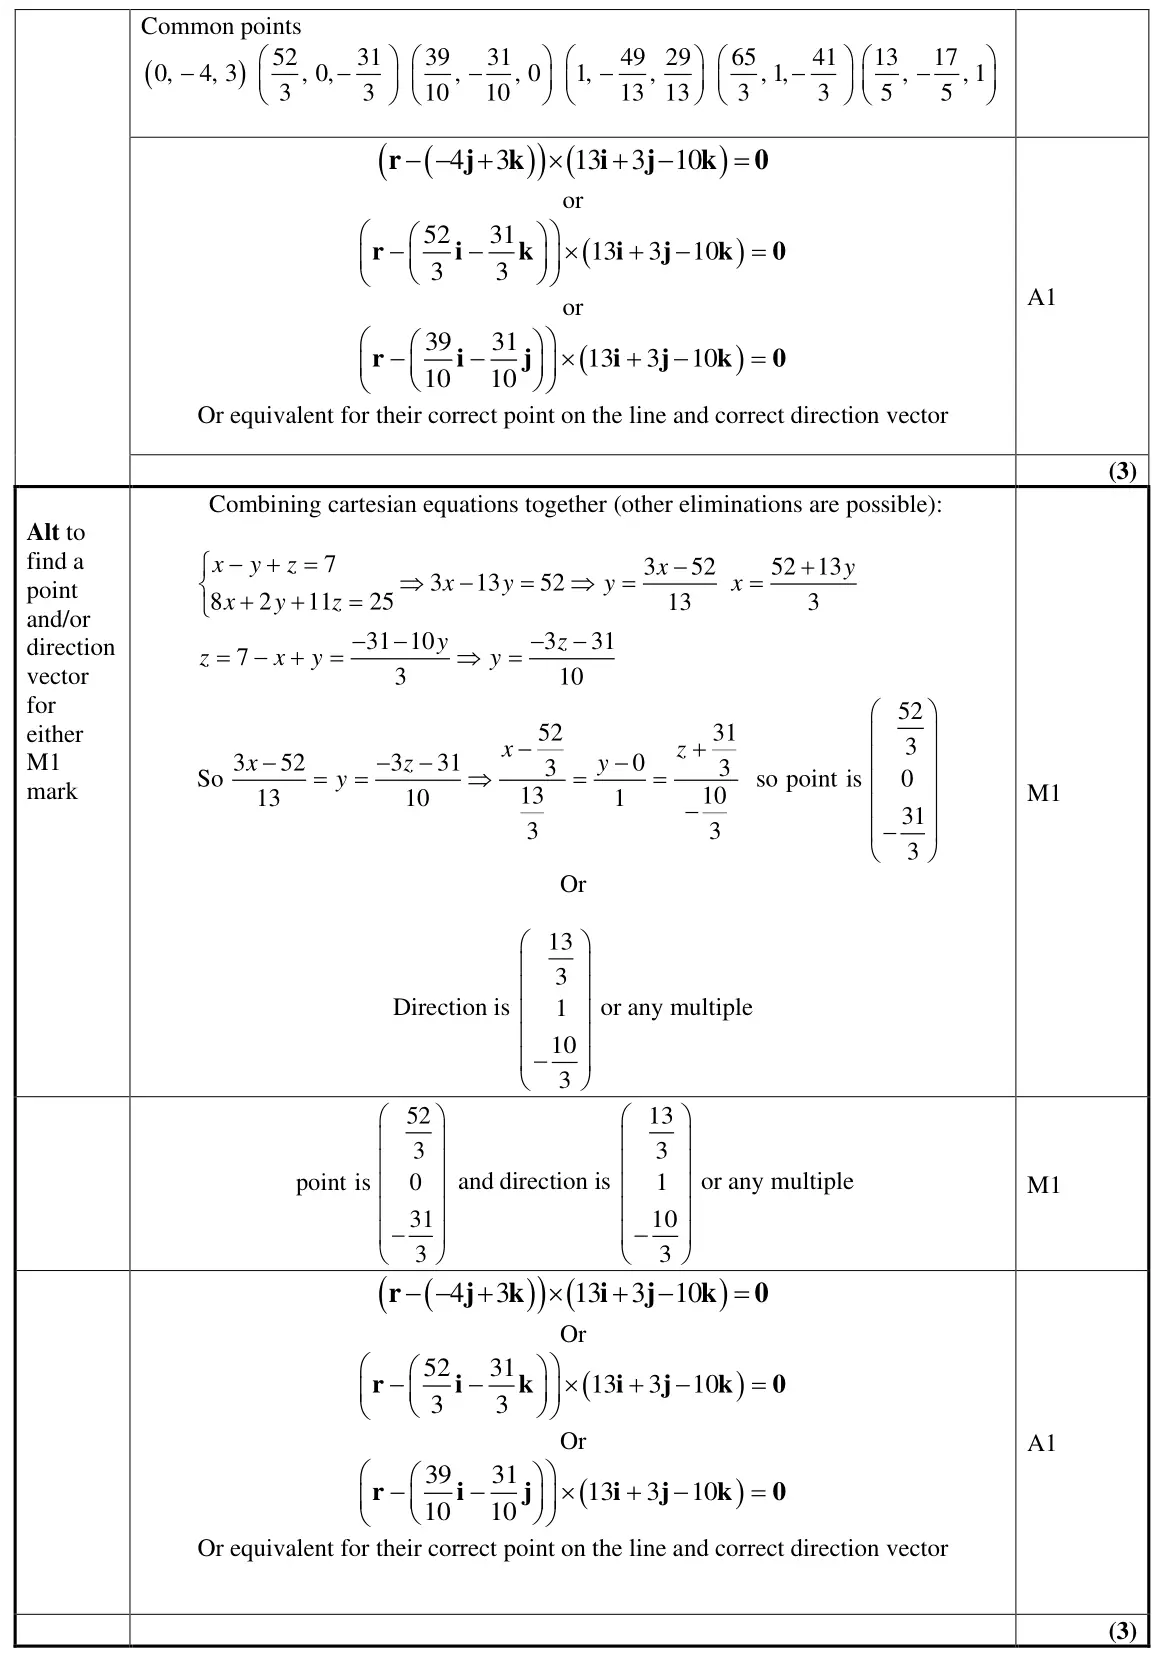 Common points
(0, − 4, 3) (52/3, 0, −31/3) (39/10, −31/10, 0) (1, −49/13, 29/13) (65/3, 1, −41/3) (13/5, −17/5, 1)
(r − (−4j + 3k)) × (13i + 3j − 10k) = 0
or
(r − (52/3 i − 31/3 k)) × (13i + 3j − 10k) = 0
or
(r − (39/10 i − 31/10 j)) × (13i + 3j − 10k) = 0
Or equivalent for their correct point on the line and correct direction vector
A1
(3)
Alt to
find a
point
and/or
direction
vector
for
either
M1
mark
Combining cartesian equations together (other eliminations are possible):
{x − y + z = 7
8x + 2y + 11z = 25 ⇒ 3x − 13y = 52 ⇒ y = (3x − 52)/13 x = (52 + 13y)/3
z = 7 − x + y = (−31 − 10y)/3 ⇒ y = (−3z − 31)/10
So (3x − 52)/13 = y = (−3z − 31)/10 ⇒ (x − 52/3)/(13/3) = (y − 0)/1 = (z + 31/3)/(−10/3) so point is (52/3, 0, −31/3)
Or
Direction is (13/3, 1, −10/3) or any multiple
M1
point is (52/3, 0, −31/3) and direction is (13/3, 1, −10/3) or any multiple
M1
(r − (−4j + 3k)) × (13i + 3j − 10k) = 0
Or
(r − (52/3 i − 31/3 k)) × (13i + 3j − 10k) = 0
Or
(r − (39/10 i − 31/10 j)) × (13i + 3j − 10k) = 0
Or equivalent for their correct point on the line and correct direction vector
A1
(3)